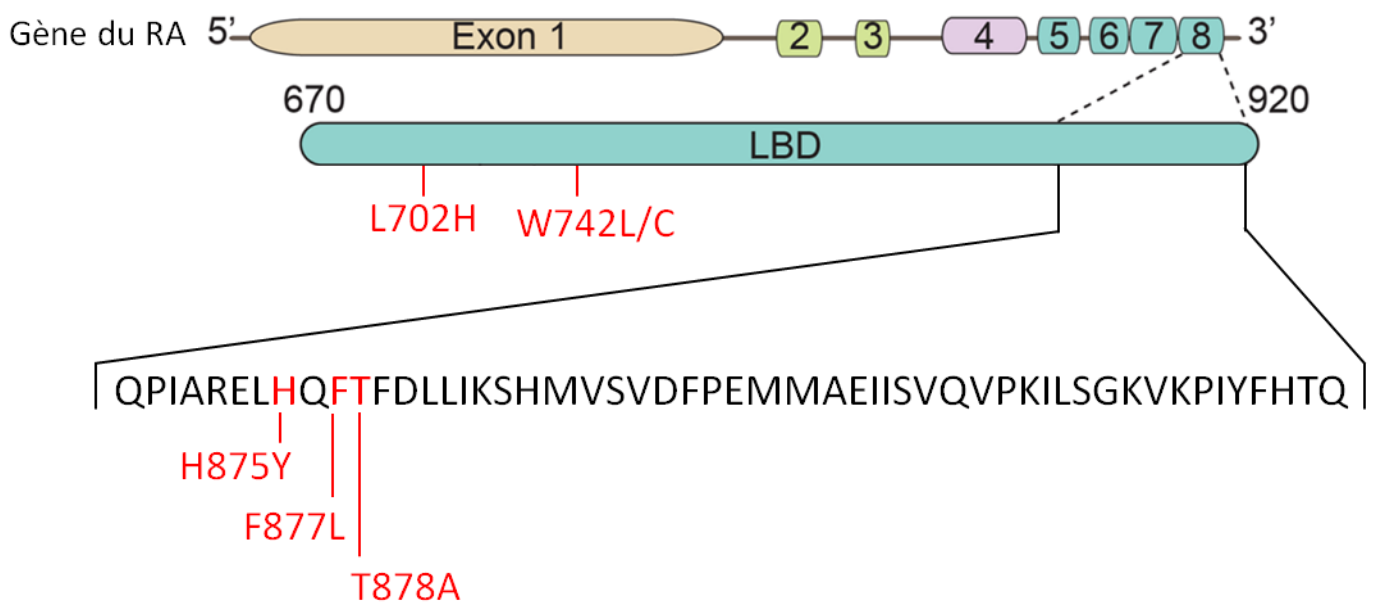 Gène du RA 5' Exon 1 2 3 4 5 6 7 8 3'
670 920
LBD
L702H W742L/C
QPIARELHQFTFDLLIKSHMVSVDFPEMMAEIISVQVPKILSGKVKPIYFHTQ
H875Y
F877L
T878A